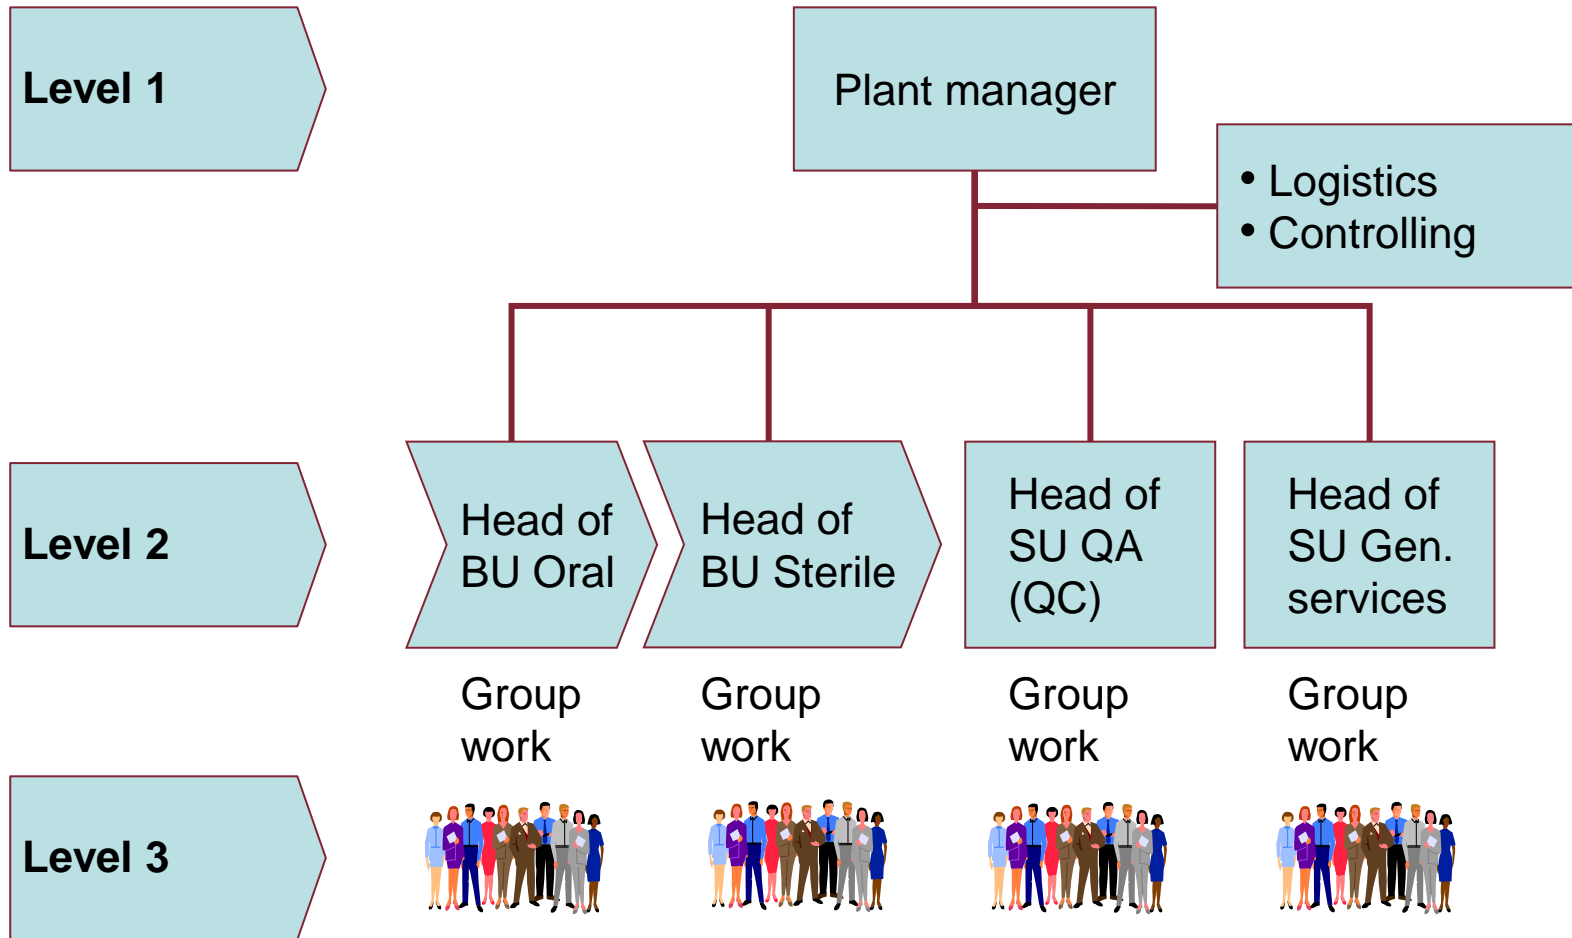 Level 1
Plant manager
• Logistics
• Controlling
Level 2
Head of
BU Oral
Head of
BU Sterile
Head of
SU QA
(QC)
Head of
SU Gen.
services
Group
work
Group
work
Group
work
Group
work
Level 3